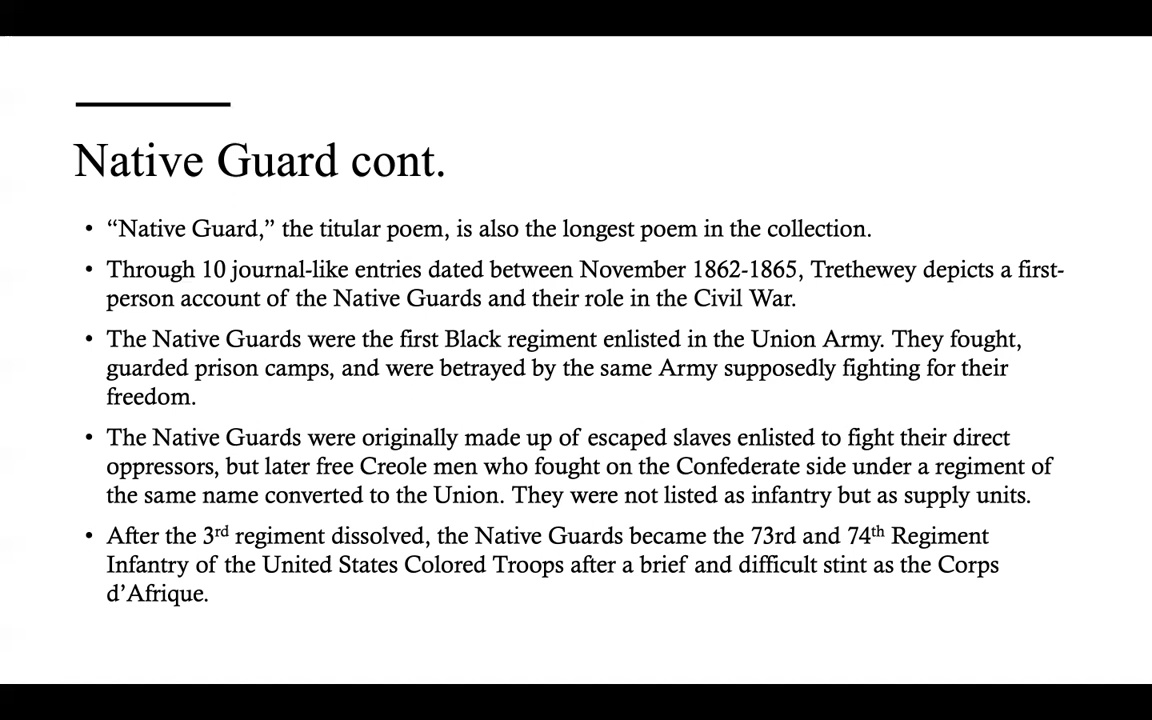 Native Guard cont.
• “Native Guard,” the titular poem, is also the longest poem in the collection.
• Through 10 journal-like entries dated between November 1862-1865, Trethewey depicts a first-
person account of the Native Guards and their role in the Civil War.
• The Native Guards were the first Black regiment enlisted in the Union Army. They fought,
guarded prison camps, and were betrayed by the same Army supposedly fighting for their
freedom.
• The Native Guards were originally made up of escaped slaves enlisted to fight their direct
oppressors, but later free Creole men who fought on the Confederate side under a regiment of
the same name converted to the Union. They were not listed as infantry but as supply units.
• After the 3rd regiment dissolved, the Native Guards became the 73rd and 74th Regiment
Infantry of the United States Colored Troops after a brief and difficult stint as the Corps
d’Afrique.